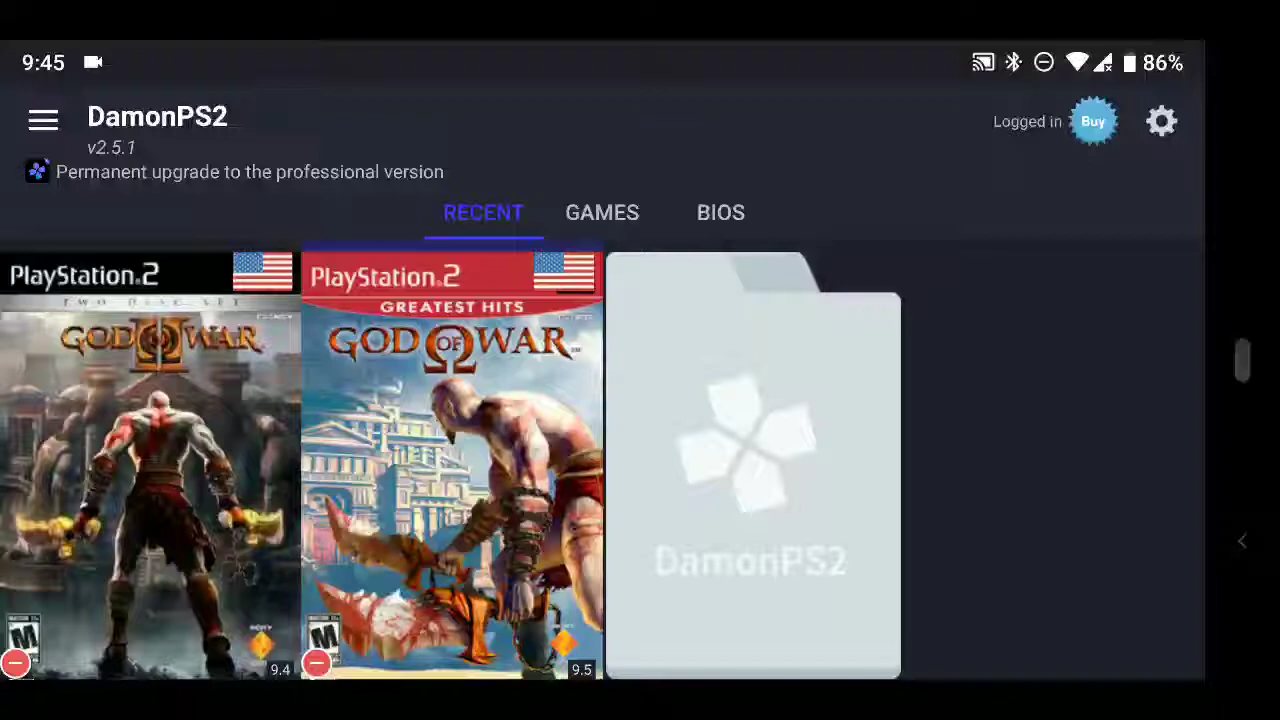 9:45
86%
DamonPS2
v2.5.1
Logged in
Buy
Permanent upgrade to the professional version
RECENT
GAMES
BIOS
PlayStation.2
TWO DISC SET
GOD OF WAR
II
M
SONY
9.4
PlayStation.2
GREATEST HITS
GOD OF WAR
M
9.5
DamonPS2